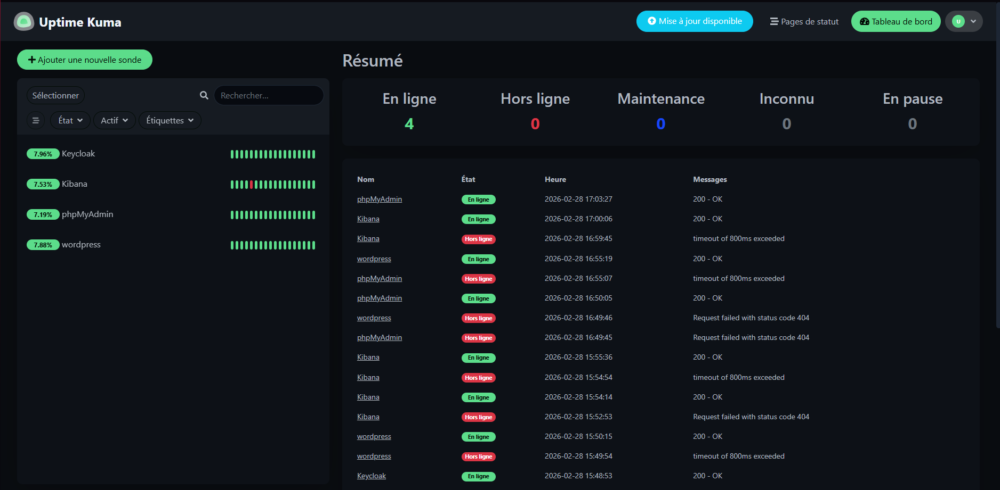 Uptime Kuma
Mise à jour disponible
Pages de statut
Tableau de bord
U
Ajouter une nouvelle sonde
Sélectionner
Rechercher...
État
Actif
Étiquettes
7.96% Keycloak
7.53% Kibana
7.19% phpMyAdmin
7.88% wordpress
Résumé
En ligne Hors ligne Maintenance Inconnu En pause
4 0 0 0 0
Nom État Heure Messages
phpMyAdmin En ligne 2026-02-28 17:03:27 200 - OK
Kibana En ligne 2026-02-28 17:00:06 200 - OK
Kibana Hors ligne 2026-02-28 16:59:45 timeout of 800ms exceeded
wordpress En ligne 2026-02-28 16:55:19 200 - OK
phpMyAdmin Hors ligne 2026-02-28 16:55:07 timeout of 800ms exceeded
phpMyAdmin En ligne 2026-02-28 16:50:05 200 - OK
wordpress Hors ligne 2026-02-28 16:49:46 Request failed with status code 404
phpMyAdmin Hors ligne 2026-02-28 16:49:45 Request failed with status code 404
Kibana En ligne 2026-02-28 15:55:36 200 - OK
Kibana Hors ligne 2026-02-28 15:54:54 timeout of 800ms exceeded
Kibana En ligne 2026-02-28 15:54:14 200 - OK
Kibana Hors ligne 2026-02-28 15:52:53 Request failed with status code 404
wordpress En ligne 2026-02-28 15:50:15 200 - OK
wordpress Hors ligne 2026-02-28 15:49:54 timeout of 800ms exceeded
Keycloak En ligne 2026-02-28 15:48:53 200 - OK